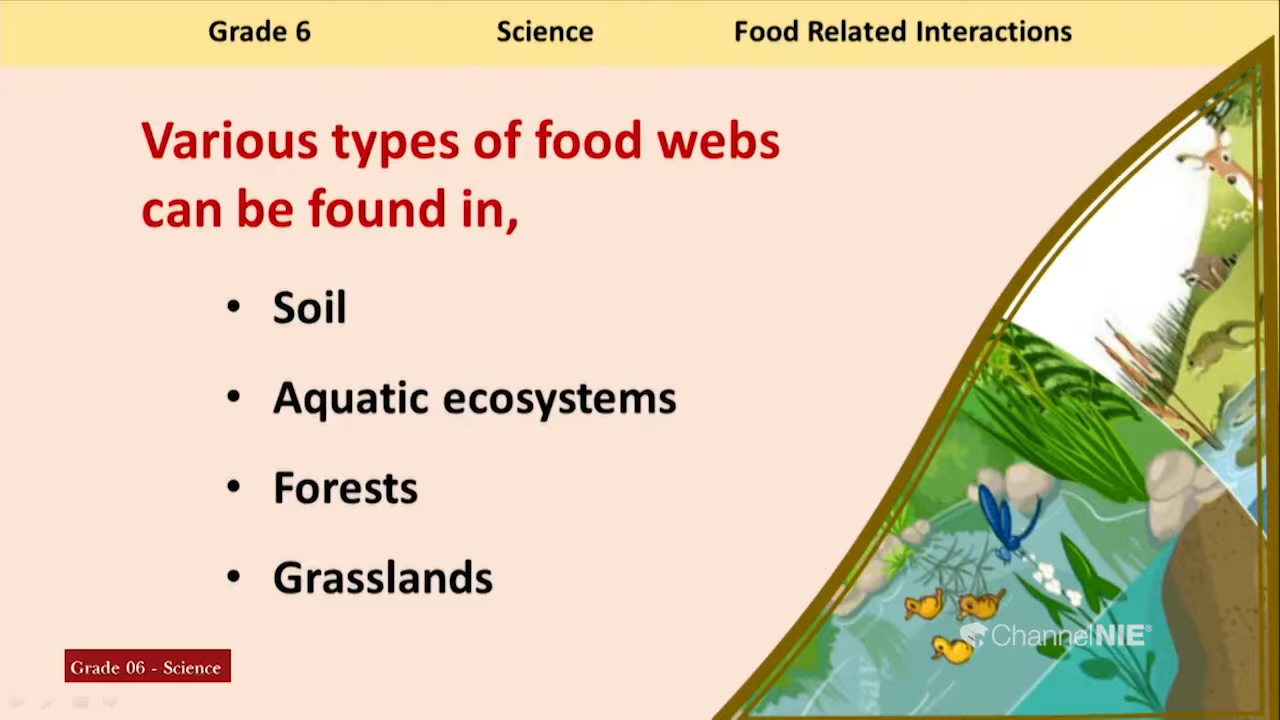 Grade 6 Science Food Related Interactions
Various types of food webs
can be found in,
• Soil
• Aquatic ecosystems
• Forests
• Grasslands
ChannelNIE®
Grade 06 - Science